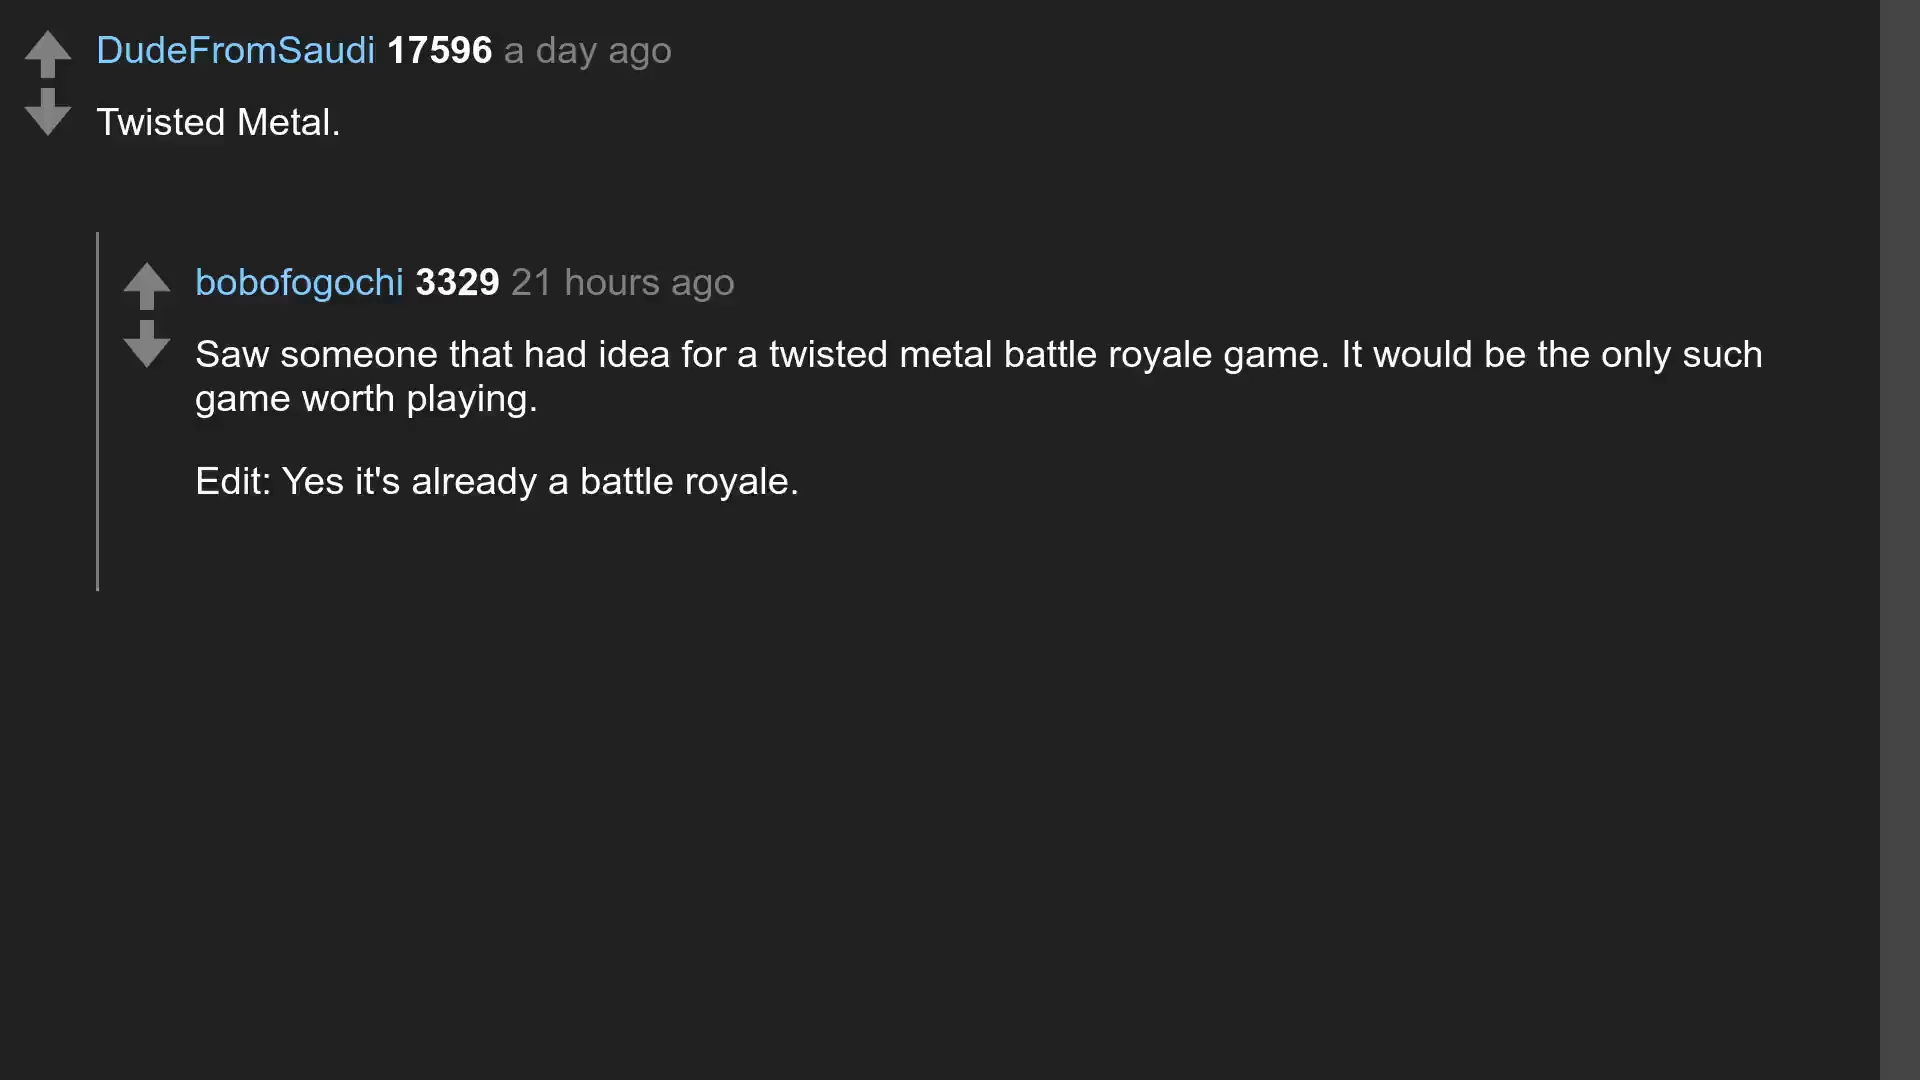 DudeFromSaudi 17596 a day ago
Twisted Metal.
bobofogochi 3329 21 hours ago
Saw someone that had idea for a twisted metal battle royale game. It would be the only such
game worth playing.
Edit: Yes it's already a battle royale.